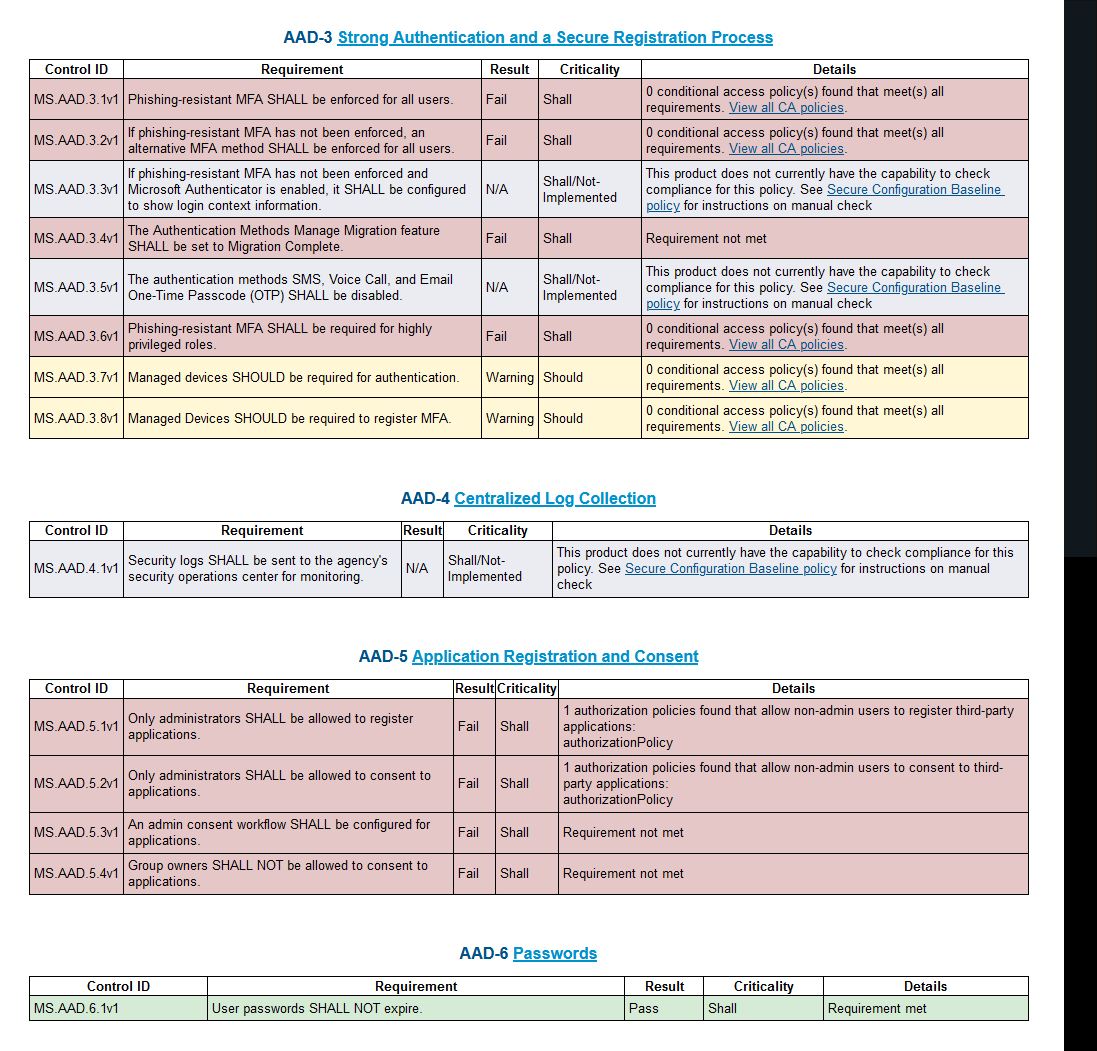 AAD-3 Strong Authentication and a Secure Registration Process
Control ID Requirement Result Criticality Details
MS.AAD.3.1v1 Phishing-resistant MFA SHALL be enforced for all users. Fail Shall 0 conditional access policy(s) found that meet(s) all
requirements. View all CA policies.
MS.AAD.3.2v1 If phishing-resistant MFA has not been enforced, an
alternative MFA method SHALL be enforced for all users. Fail Shall 0 conditional access policy(s) found that meet(s) all
requirements. View all CA policies.
MS.AAD.3.3v1 If phishing-resistant MFA has not been enforced and
Microsoft Authenticator is enabled, it SHALL be configured
to show login context information. N/A Shall/Not-
Implemented This product does not currently have the capability to check
compliance for this policy. See Secure Configuration Baseline
policy for instructions on manual check
MS.AAD.3.4v1 The Authentication Methods Manage Migration feature
SHALL be set to Migration Complete. Fail Shall Requirement not met
MS.AAD.3.5v1 The authentication methods SMS, Voice Call, and Email
One-Time Passcode (OTP) SHALL be disabled. N/A Shall/Not-
Implemented This product does not currently have the capability to check
compliance for this policy. See Secure Configuration Baseline
policy for instructions on manual check
MS.AAD.3.6v1 Phishing-resistant MFA SHALL be required for highly
privileged roles. Fail Shall 0 conditional access policy(s) found that meet(s) all
requirements. View all CA policies.
MS.AAD.3.7v1 Managed devices SHOULD be required for authentication. Warning Should 0 conditional access policy(s) found that meet(s) all
requirements. View all CA policies.
MS.AAD.3.8v1 Managed Devices SHOULD be required to register MFA. Warning Should 0 conditional access policy(s) found that meet(s) all
requirements. View all CA policies.
AAD-4 Centralized Log Collection
Control ID Requirement Result Criticality Details
MS.AAD.4.1v1 Security logs SHALL be sent to the agency's
security operations center for monitoring. N/A Shall/Not-
Implemented This product does not currently have the capability to check compliance for this
policy. See Secure Configuration Baseline policy for instructions on manual
check
AAD-5 Application Registration and Consent
Control ID Requirement Result Criticality Details
MS.AAD.5.1v1 Only administrators SHALL be allowed to register
applications. Fail Shall 1 authorization policies found that allow non-admin users to register third-party
applications:
authorizationPolicy
MS.AAD.5.2v1 Only administrators SHALL be allowed to consent to
applications. Fail Shall 1 authorization policies found that allow non-admin users to consent to third-
party applications:
authorizationPolicy
MS.AAD.5.3v1 An admin consent workflow SHALL be configured for
applications. Fail Shall Requirement not met
MS.AAD.5.4v1 Group owners SHALL NOT be allowed to consent to
applications. Fail Shall Requirement not met
AAD-6 Passwords
Control ID Requirement Result Criticality Details
MS.AAD.6.1v1 User passwords SHALL NOT expire. Pass Shall Requirement met